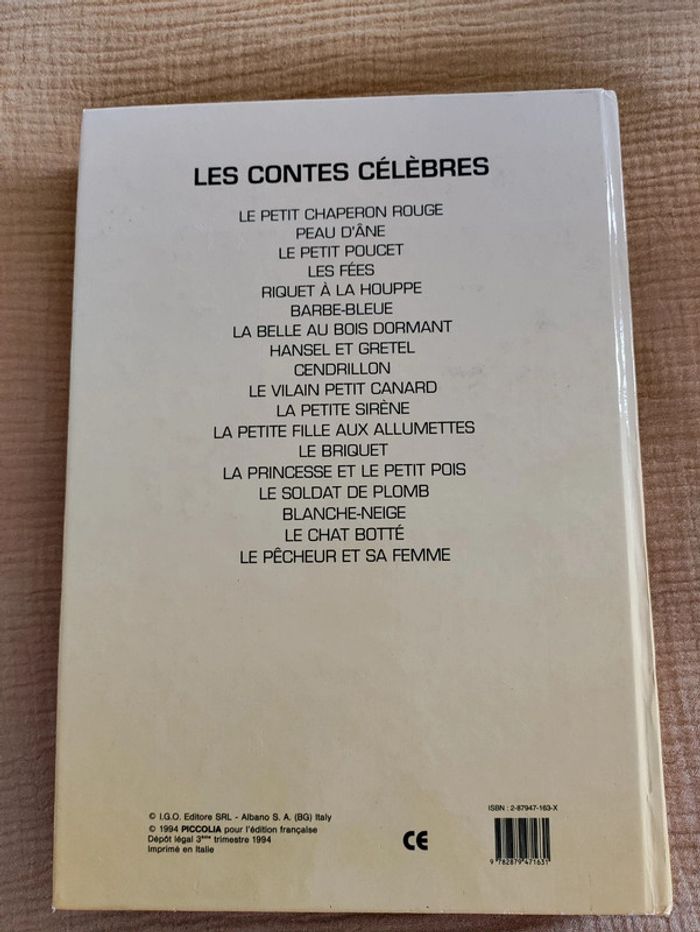 LES CONTES CÉLÈBRES
LE PETIT CHAPERON ROUGE
PEAU D'ÂNE
LE PETIT POUCET
LES FÉES
RIQUET À LA HOUPPE
BARBE-BLEUE
LA BELLE AU BOIS DORMANT
HANSEL ET GRETEL
CENDRILLON
LE VILAIN PETIT CANARD
LA PETITE SIRÈNE
LA PETITE FILLE AUX ALLUMETTES
LE BRIQUET
LA PRINCESSE ET LE PETIT POIS
LE SOLDAT DE PLOMB
BLANCHE-NEIGE
LE CHAT BOTTÉ
LE PÊCHEUR ET SA FEMME
© I.G.O. Editore SRL - Albano S. A. (BG) Italy
© 1994 PICCOLIA pour l'édition française
Dépôt légal 3ème trimestre 1994
Imprimé en Italie
CE
ISBN : 2-87947-163-X
9 782879 471631